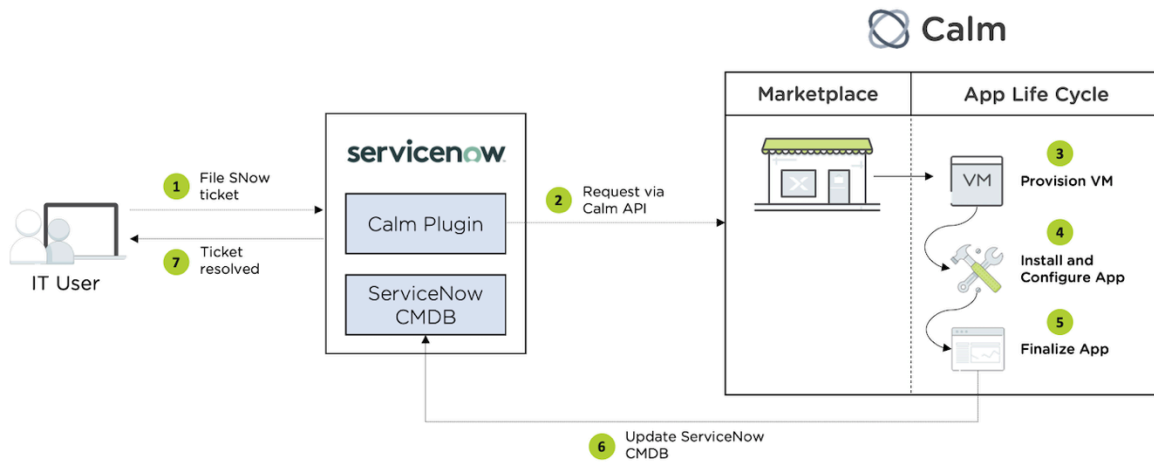 Calm
Marketplace
App Life Cycle
servicenow
1
File SNow
ticket
2
Request via
Calm API
VM
3
Provision VM
Calm Plugin
7
Ticket
resolved
IT User
4
Install and
Configure App
ServiceNow
CMDB
5
Finalize App
6
Update ServiceNow
CMDB